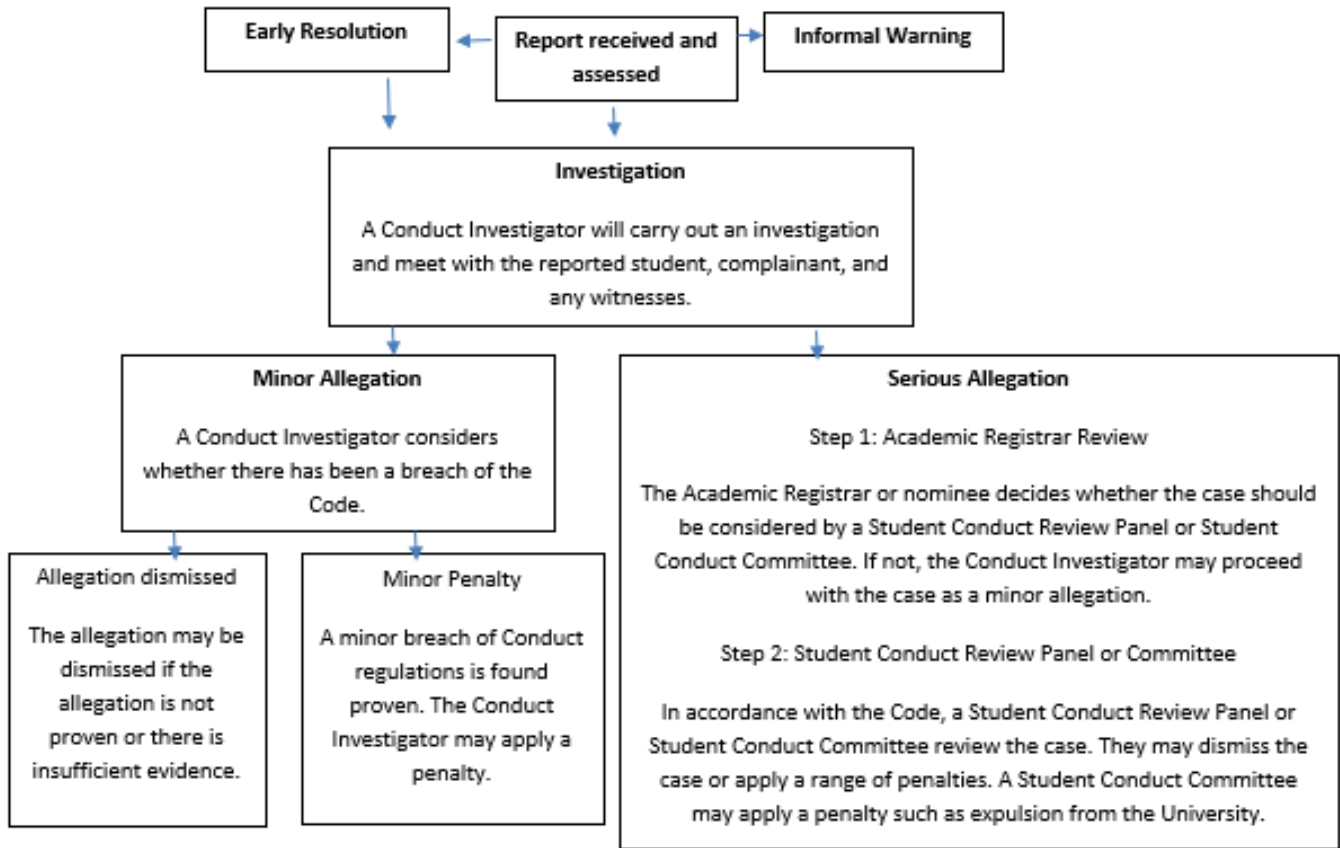 Early Resolution
Report received and
assessed
Informal Warning
Investigation
A Conduct Investigator will carry out an investigation
and meet with the reported student, complainant, and
any witnesses.
Minor Allegation
A Conduct Investigator considers
whether there has been a breach of the
Code.
Serious Allegation
Step 1: Academic Registrar Review
The Academic Registrar or nominee decides whether the case should
be considered by a Student Conduct Review Panel or Student
Conduct Committee. If not, the Conduct Investigator may proceed
with the case as a minor allegation.
Step 2: Student Conduct Review Panel or Committee
In accordance with the Code, a Student Conduct Review Panel or
Student Conduct Committee review the case. They may dismiss the
case or apply a range of penalties. A Student Conduct Committee
may apply a penalty such as expulsion from the University.
Allegation dismissed
The allegation may be
dismissed if the
allegation is not
proven or there is
insufficient evidence.
Minor Penalty
A minor breach of Conduct
regulations is found
proven. The Conduct
Investigator may apply a
penalty.